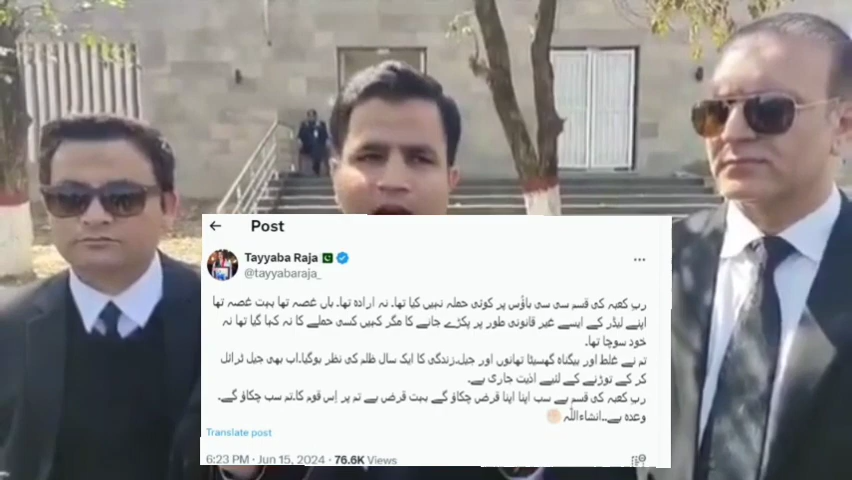 Post
Tayyaba Raja 🇵🇰
@tayyabaraja_
ربِ کعبہ کی قسم سی سی ہاؤس پر کوئی حملہ نہیں کیا تھا۔ نہ ارادہ تھا۔ ہاں غصہ تھا بہت غصہ تھا
اپنے لیڈر کے ایسے غیر قانونی طور پر پکڑے جانے کا مگر کہیں کسی حملے کا نہ کہا گیا تھا نہ
خود سوچا تھا۔
تم نے غلط اور بیگناہ گھسیٹا تھانوں اور جیل۔زندگی کا ایک سال ظلم کی نظر ہوگیا۔اب بھی جیل ٹرائل
کر کے توڑنے کے لئیے اذیت جاری ہے۔
ربِ کعبہ کی قسم ہے سب اپنا اپنا قرض چکاؤ گے بہت قرض ہے تم پر اِس قوم کا۔تم سب چکاؤ گے۔
وعدہ ہے۔۔انشاءاللّہ ✊🏻
Translate post
6:23 PM · Jun 15, 2024 · 76.6K Views